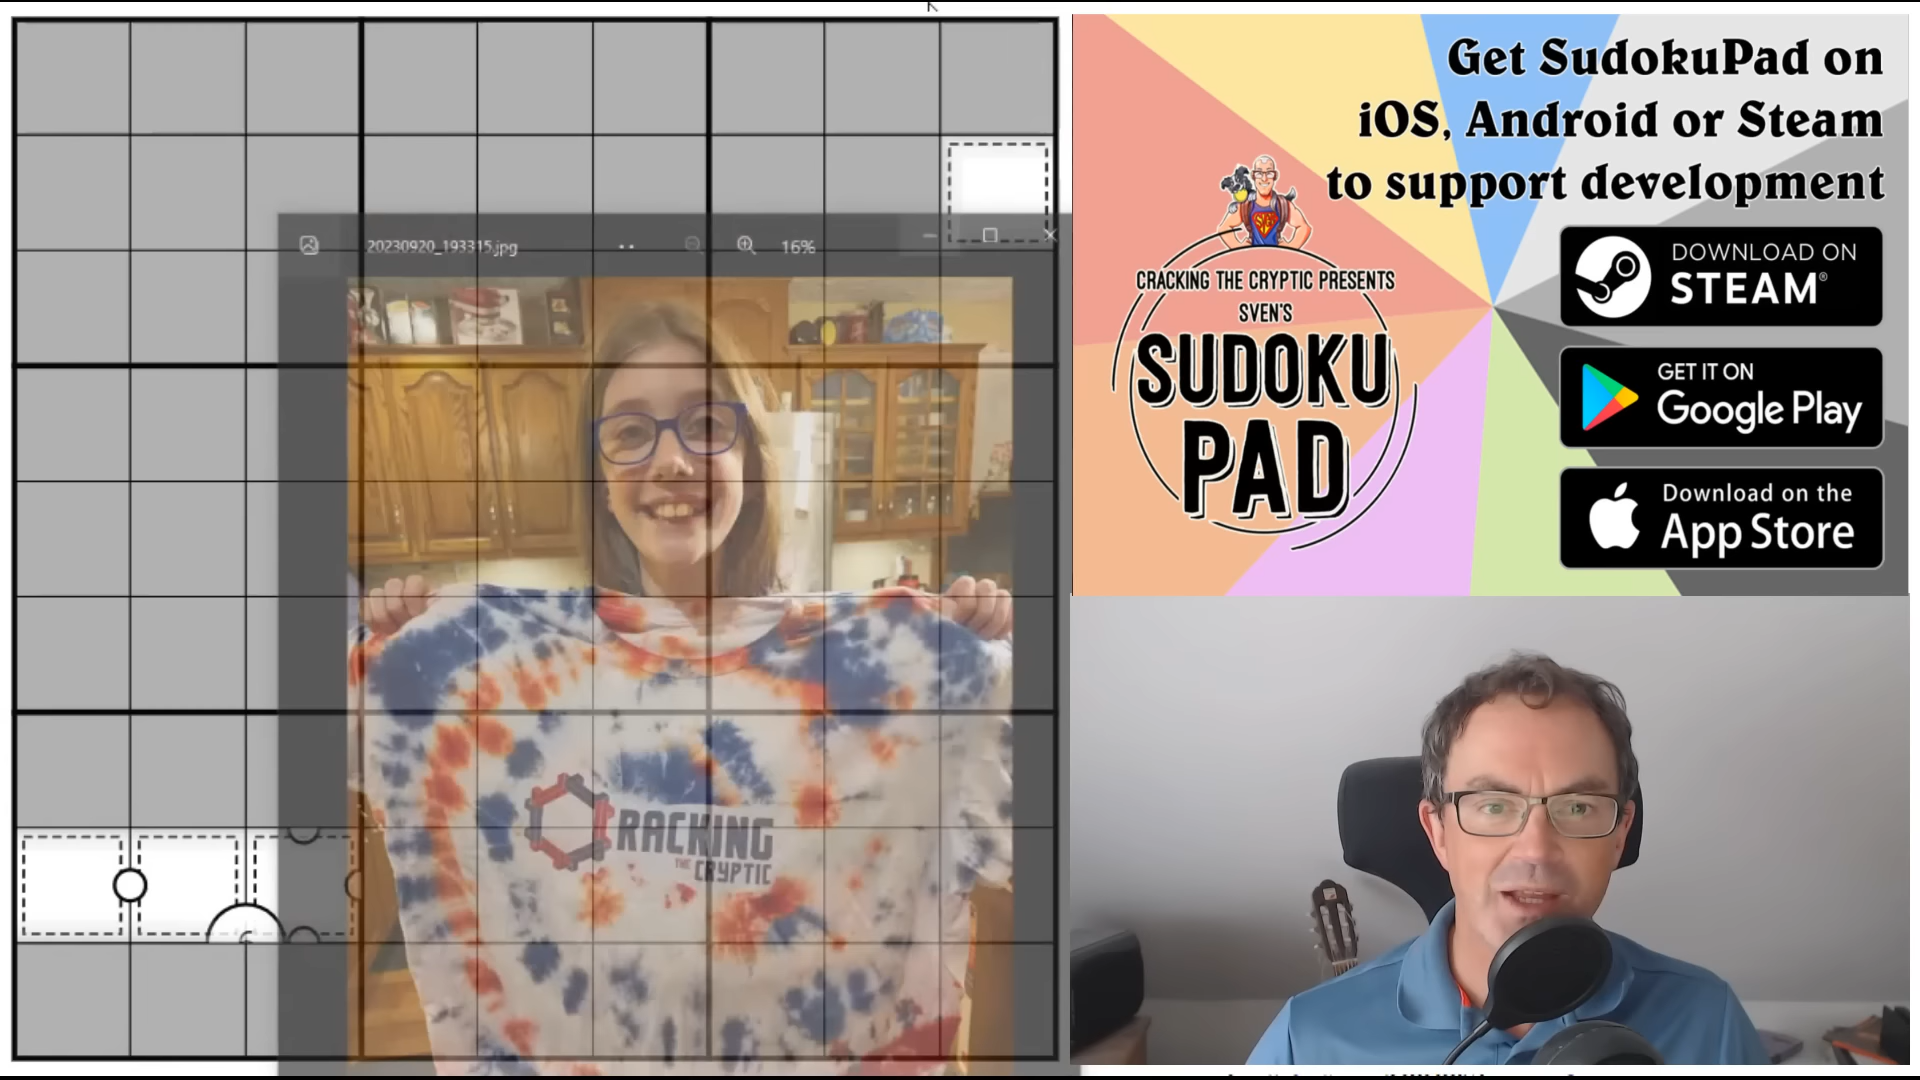 20230920_193315.jpg
16%
RACKING
THE CRYPTIC
Get SudokuPad on
iOS, Android or Steam
to support development
CRACKING THE CRYPTIC PRESENTS
SVEN'S
SUDOKU
PAD
DOWNLOAD ON
STEAM®
GET IT ON
Google Play
Download on the
App Store